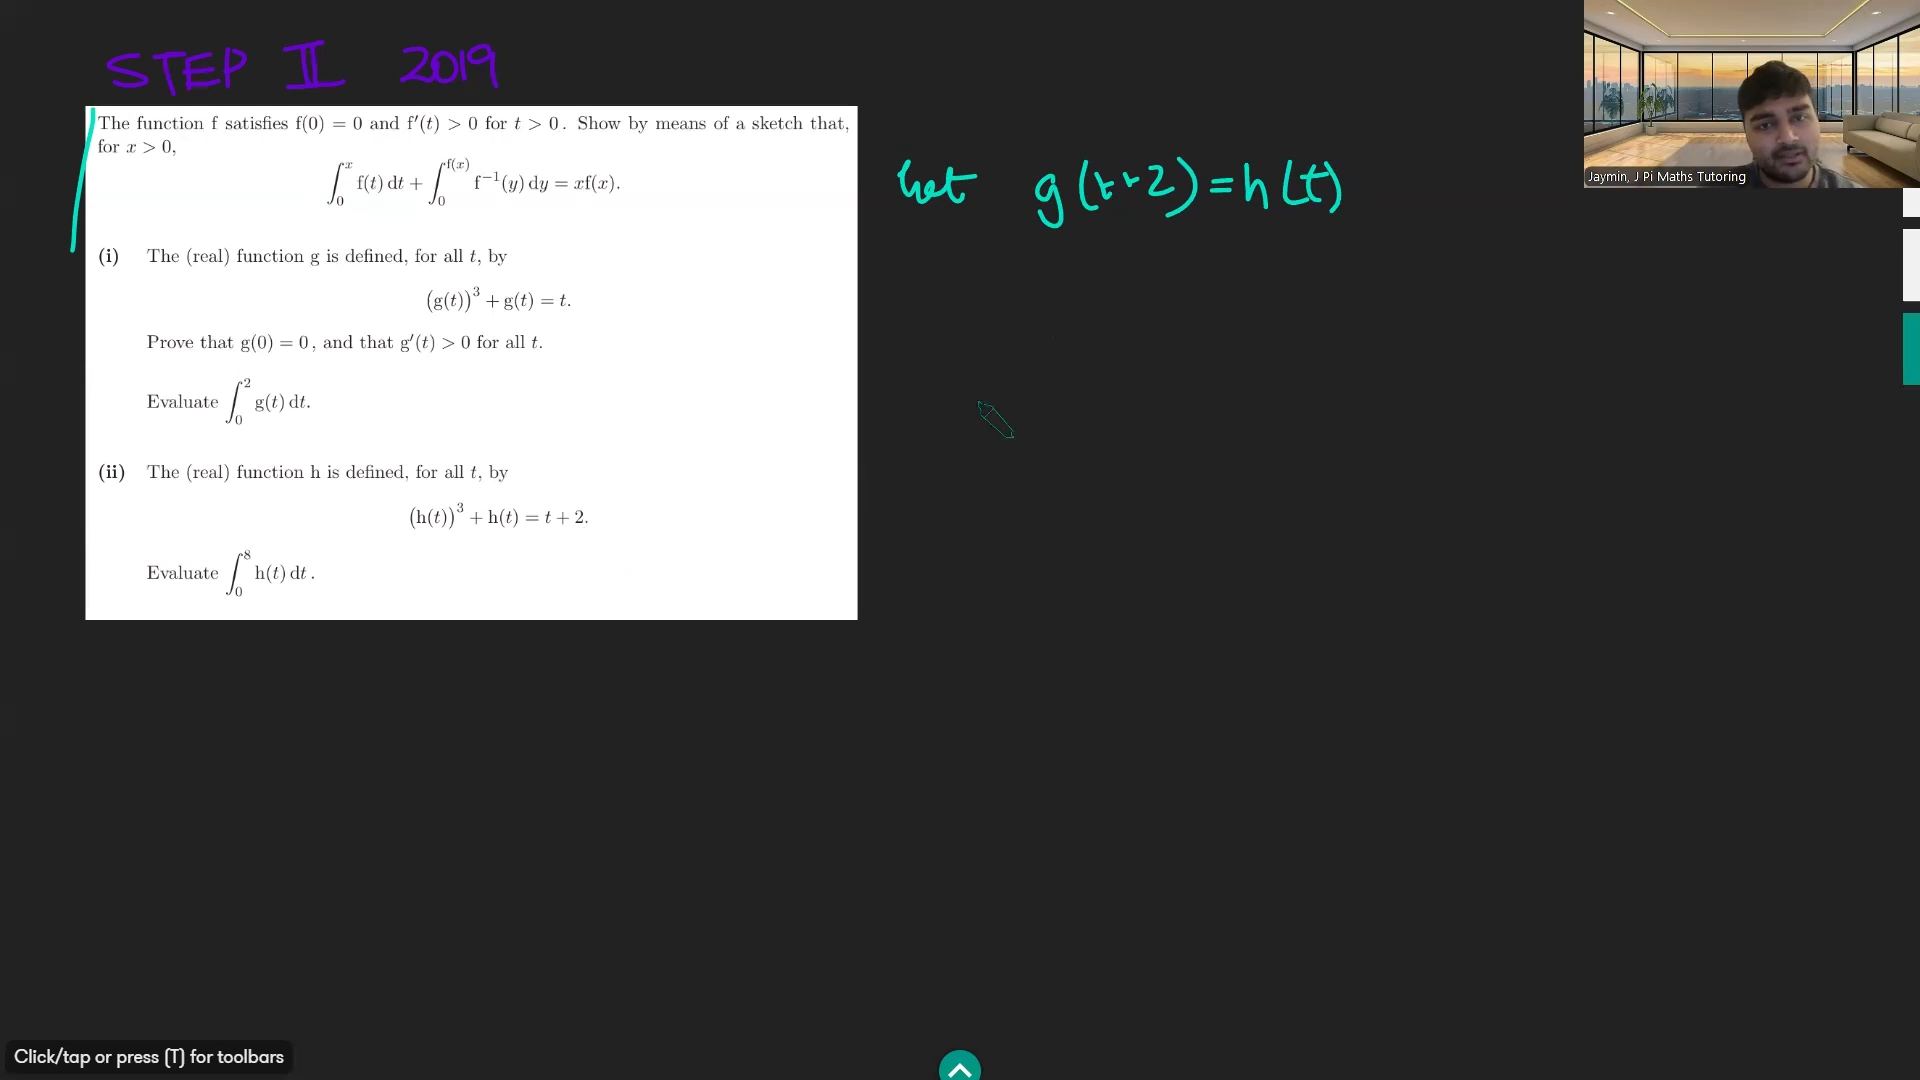 STEP II 2019
The function f satisfies f(0) = 0 and f′(t) > 0 for t > 0. Show by means of a sketch that,
for x > 0,
∫₀ˣ f(t) dt + ∫₀^f(x) f⁻¹(y) dy = xf(x).
(i) The (real) function g is defined, for all t, by
(g(t))³ + g(t) = t.
Prove that g(0) = 0, and that g′(t) > 0 for all t.
Evaluate ∫₀² g(t) dt.
(ii) The (real) function h is defined, for all t, by
(h(t))³ + h(t) = t + 2.
Evaluate ∫₀⁸ h(t) dt.
Let g(t+2) = h(t)
Jaymin, J Pi Maths Tutoring
Click/tap or press (T) for toolbars